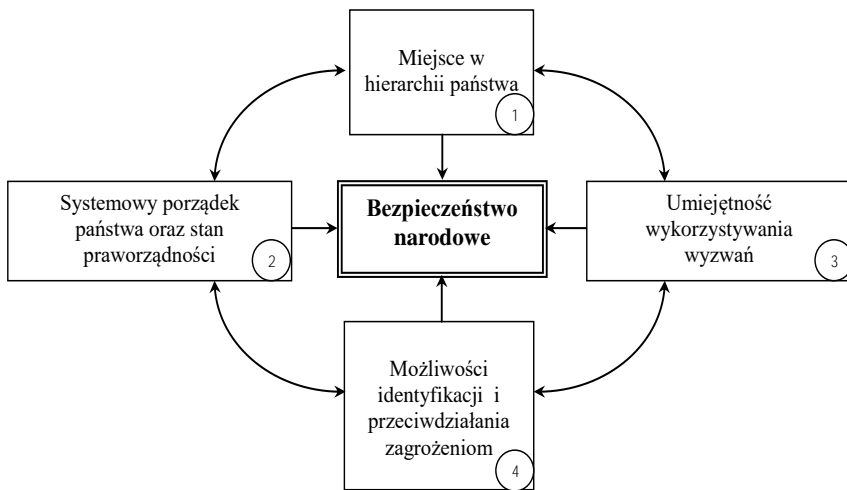 Miejsce w
hierarchii państwa
1
Systemowy porządek
państwa oraz stan
praworządności
2
Bezpieczeństwo
narodowe
Umiejętność
wykorzystywania
wyzwań
3
Możliwości
identyfikacji i
przeciwdziałania
zagrożeniom
4